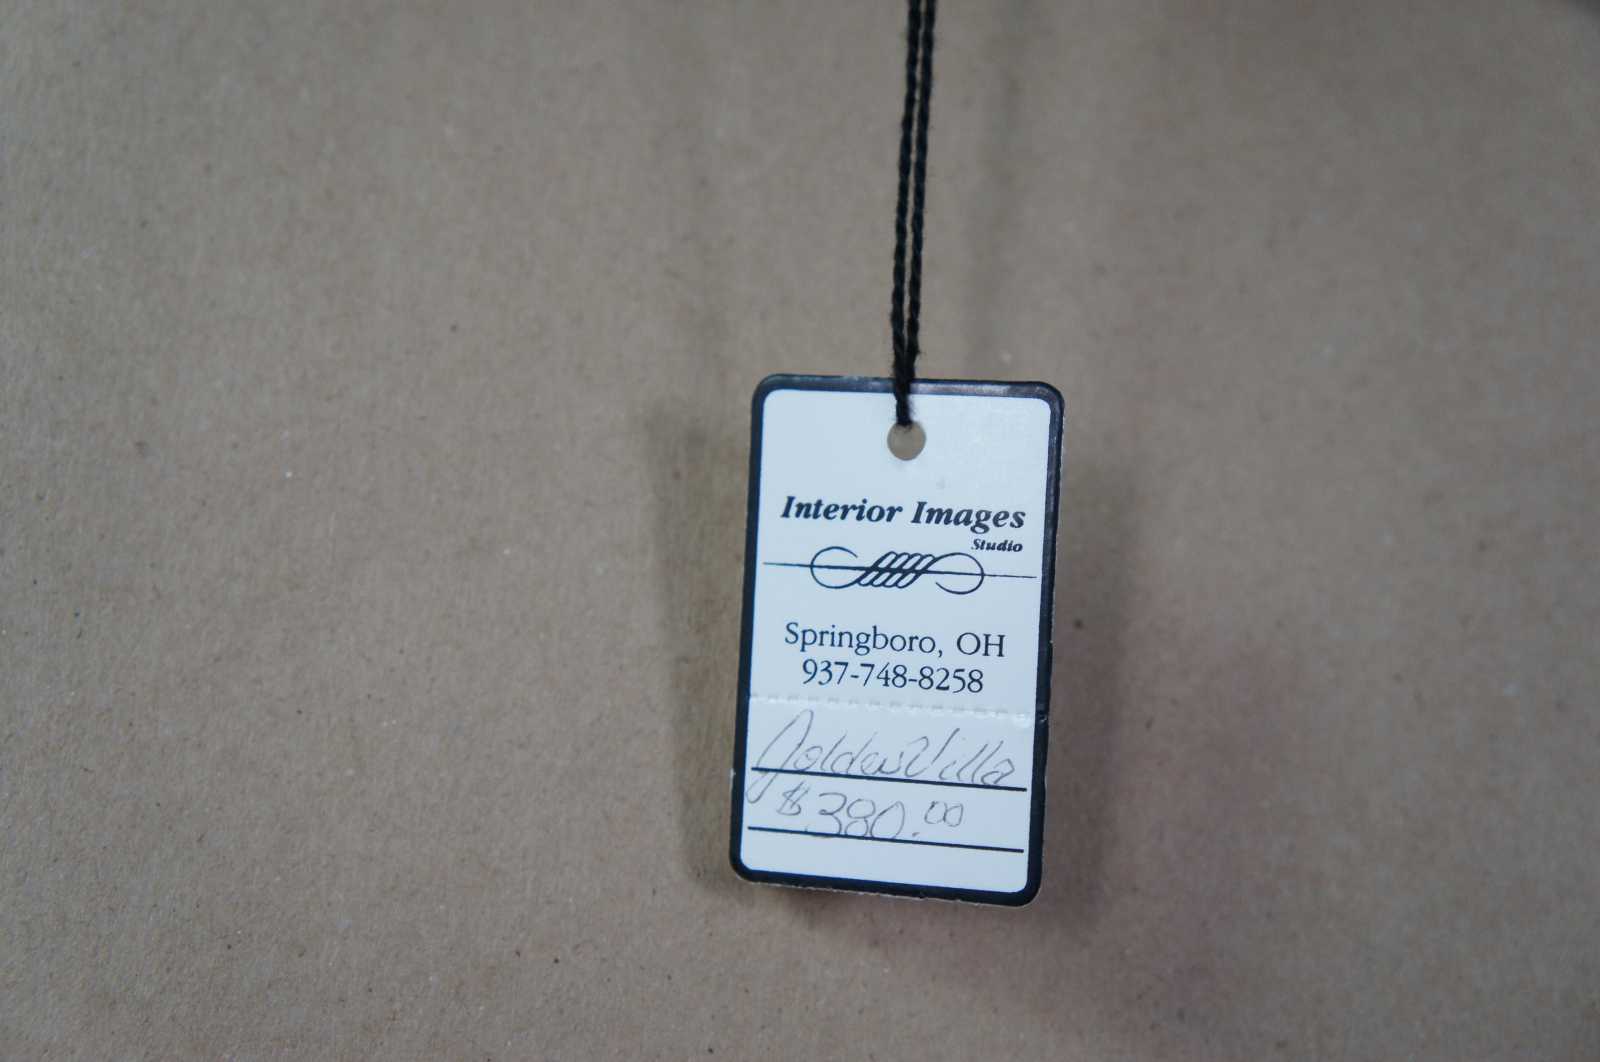 Interior Images
Studio
Springboro, OH
937-748-8258
Golden Villa
$380.00